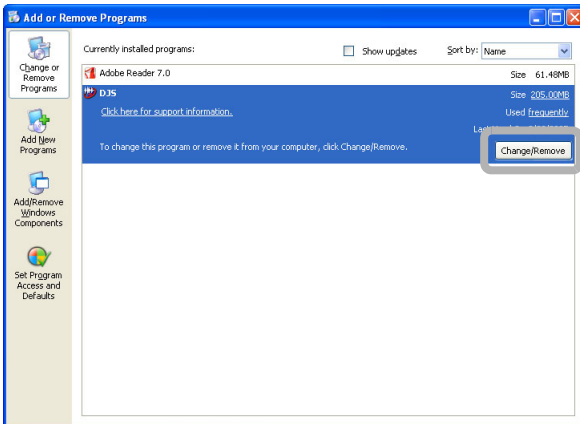 Add or Remove Programs
Change or
Remove
Programs
Currently installed programs:
Show updates
Sort by: Name
Adobe Reader 7.0
Size 61.48MB
DJS
Size 205.00MB
Click here for support information.
Used frequently
To change this program or remove it from your computer, click Change/Remove.
Change/Remove
Add New
Programs
Add/Remove
Windows
Components
Set Program
Access and
Defaults